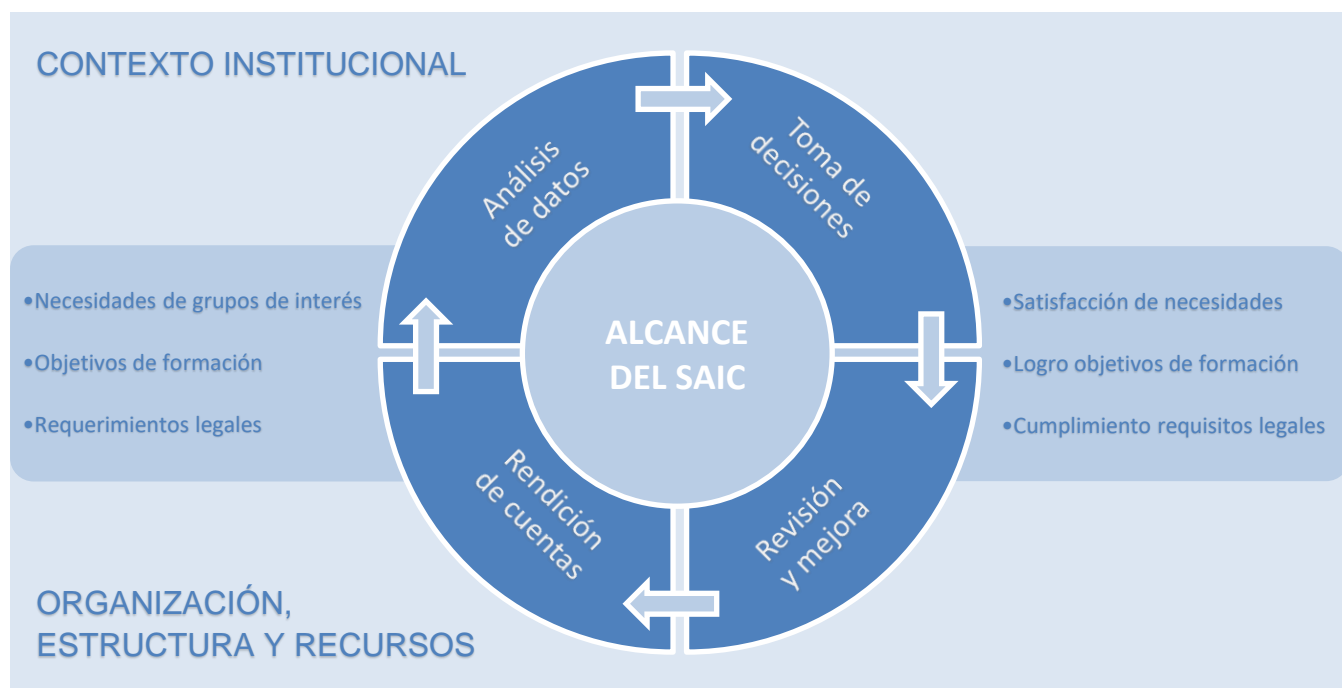 CONTEXTO INSTITUCIONAL
Análisis
de datos
Toma de
decisiones
•Necesidades de grupos de interés
•Objetivos de formación
•Requerimientos legales
ALCANCE
DEL SAIC
•Satisfacción de necesidades
•Logro objetivos de formación
•Cumplimiento requisitos legales
Rendición
de cuentas
Revisión
y mejora
ORGANIZACIÓN,
ESTRUCTURA Y RECURSOS